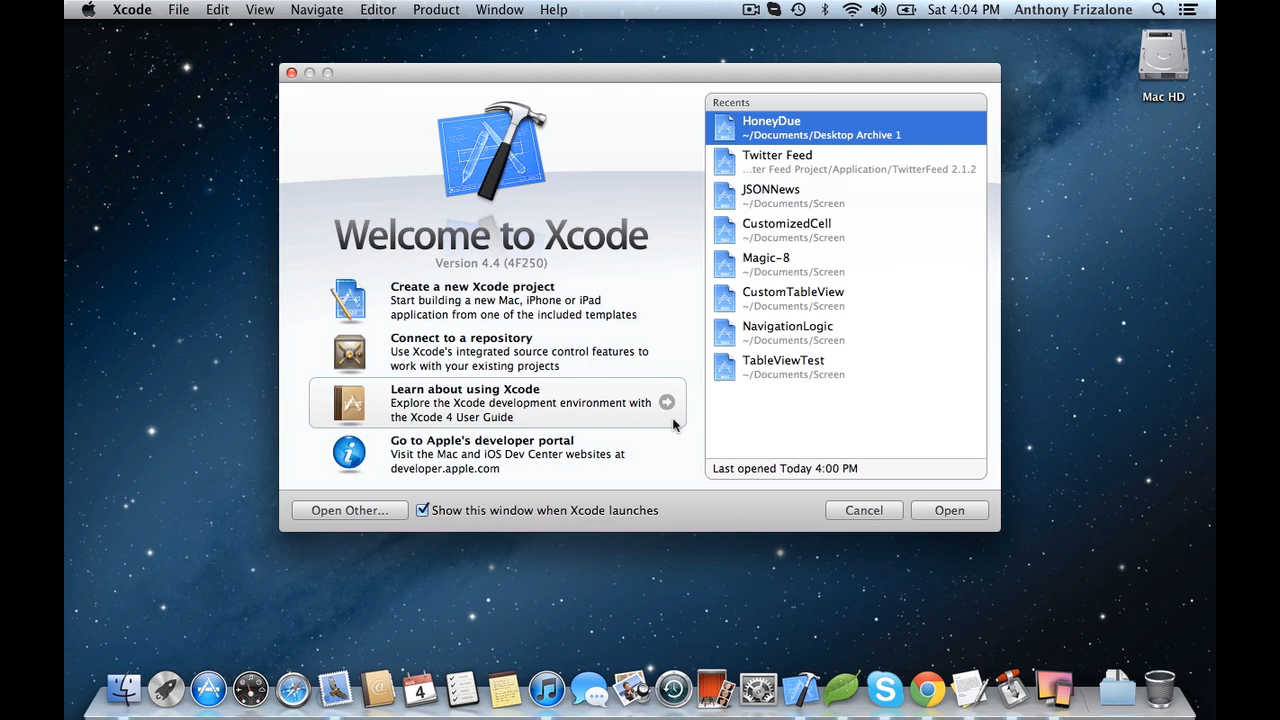 Xcode File Edit View Navigate Editor Product Window Help Sat 4:04 PM Anthony Frizalone
Mac HD
Welcome to Xcode
Version 4.4 (4F250)
Create a new Xcode project
Start building a new Mac, iPhone or iPad
application from one of the included templates
Connect to a repository
Use Xcode's integrated source control features to
work with your existing projects
Learn about using Xcode
Explore the Xcode development environment with
the Xcode 4 User Guide
Go to Apple's developer portal
Visit the Mac and iOS Dev Center websites at
developer.apple.com
Recents
HoneyDue
~/Documents/Desktop Archive 1
Twitter Feed
...ter Feed Project/Application/TwitterFeed 2.1.2
JSONNews
~/Documents/Screen
CustomizedCell
~/Documents/Screen
Magic-8
~/Documents/Screen
CustomTableView
~/Documents/Screen
NavigationLogic
~/Documents/Screen
TableViewTest
~/Documents/Screen
Last opened Today 4:00 PM
Open Other... Show this window when Xcode launches Cancel Open
4